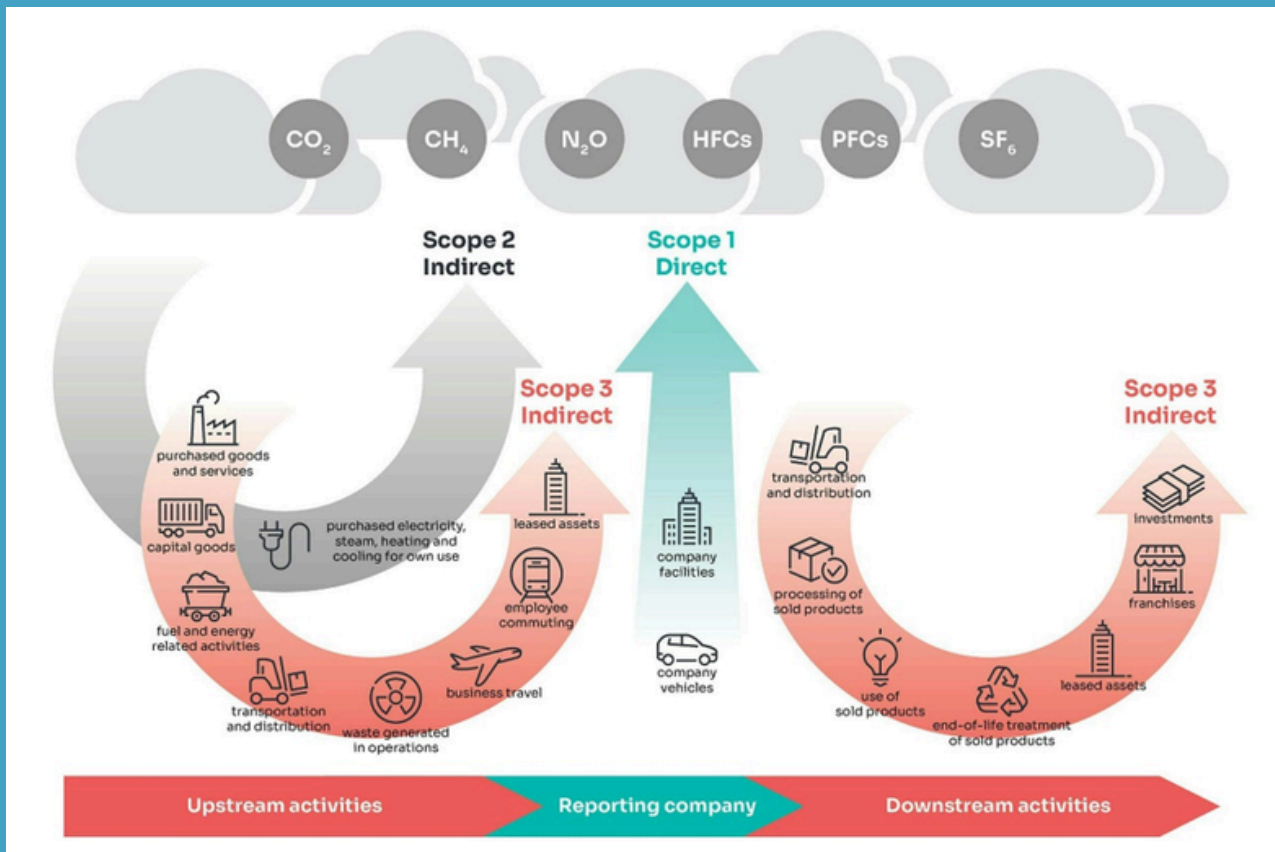 CO₂
CH₄
N₂O
HFCs
PFCs
SF₆
Scope 2
Indirect
Scope 1
Direct
Scope 3
Indirect
Scope 3
Indirect
purchased goods
and services
capital goods
fuel and energy
related activities
transportation
and distribution
waste generated
in operations
business travel
employee
commuting
leased assets
purchased electricity,
steam, heating and
cooling for own use
company
facilities
company
vehicles
transportation
and distribution
processing of
sold products
use of
sold products
end-of-life treatment
of sold products
leased assets
franchises
investments
Upstream activities
Reporting company
Downstream activities